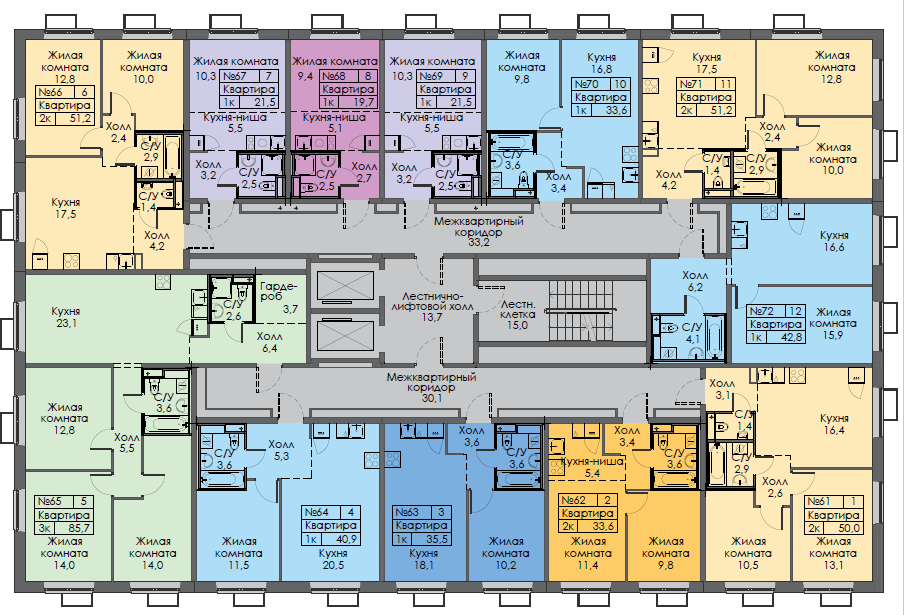 Жилая
комната
12,8
№66 6
Квартира
2к 51,2
Жилая
комната
10,0
Холл
2,4
С/У
2,9
С/У
1,4
Кухня
17,5
Холл
4,2
Жилая комната
10,3
№67 7
Квартира
1к 21,5
Кухня-ниша
5,5
Холл
3,2
С/У
2,5
Жилая комната
9,4
№68 8
Квартира
1к 19,7
Кухня-ниша
5,1
Холл
2,7
С/У
2,5
Жилая комната
10,3
№69 9
Квартира
1к 21,5
Кухня-ниша
5,5
Холл
3,2
С/У
2,5
Жилая
комната
9,8
Кухня
16,8
№70 10
Квартира
1к 33,6
С/У
3,6
Холл
3,4
Кухня
17,5
№71 11
Квартира
2к 51,2
Жилая
комната
12,8
Холл
2,4
Жилая
комната
10,0
С/У
1,4
С/У
2,9
Холл
4,2
Межквартирный
коридор
33,2
Кухня
16,6
Холл
6,2
№72 12
Квартира
1к 42,8
Жилая
комната
15,9
С/У
4,1
Лестнично-
лифтовой холл
13,7
Лестн.
клетка
15,0
Кухня
23,1
С/У
2,6
Гарде-
роб
3,7
Холл
6,4
Межквартирный
коридор
30,1
Жилая
комната
12,8
С/У
3,6
Холл
5,5
№65 5
Квартира
3к 85,7
Жилая
комната
14,0
Жилая
комната
14,0
С/У
3,6
Холл
5,3
№64 4
Квартира
1к 40,9
Жилая
комната
11,5
Кухня
20,5
Холл
3,6
С/У
3,6
№63 3
Квартира
1к 35,5
Кухня
18,1
Жилая
комната
10,2
Холл
3,4
Кухня-ниша
5,4
С/У
3,6
№62 2
Квартира
2к 33,6
Жилая
комната
11,4
Жилая
комната
9,8
Холл
3,1
С/У
1,4
Кухня
16,4
С/У
2,9
Холл
2,6
№61 1
Квартира
2к 50,0
Жилая
комната
10,5
Жилая
комната
13,1